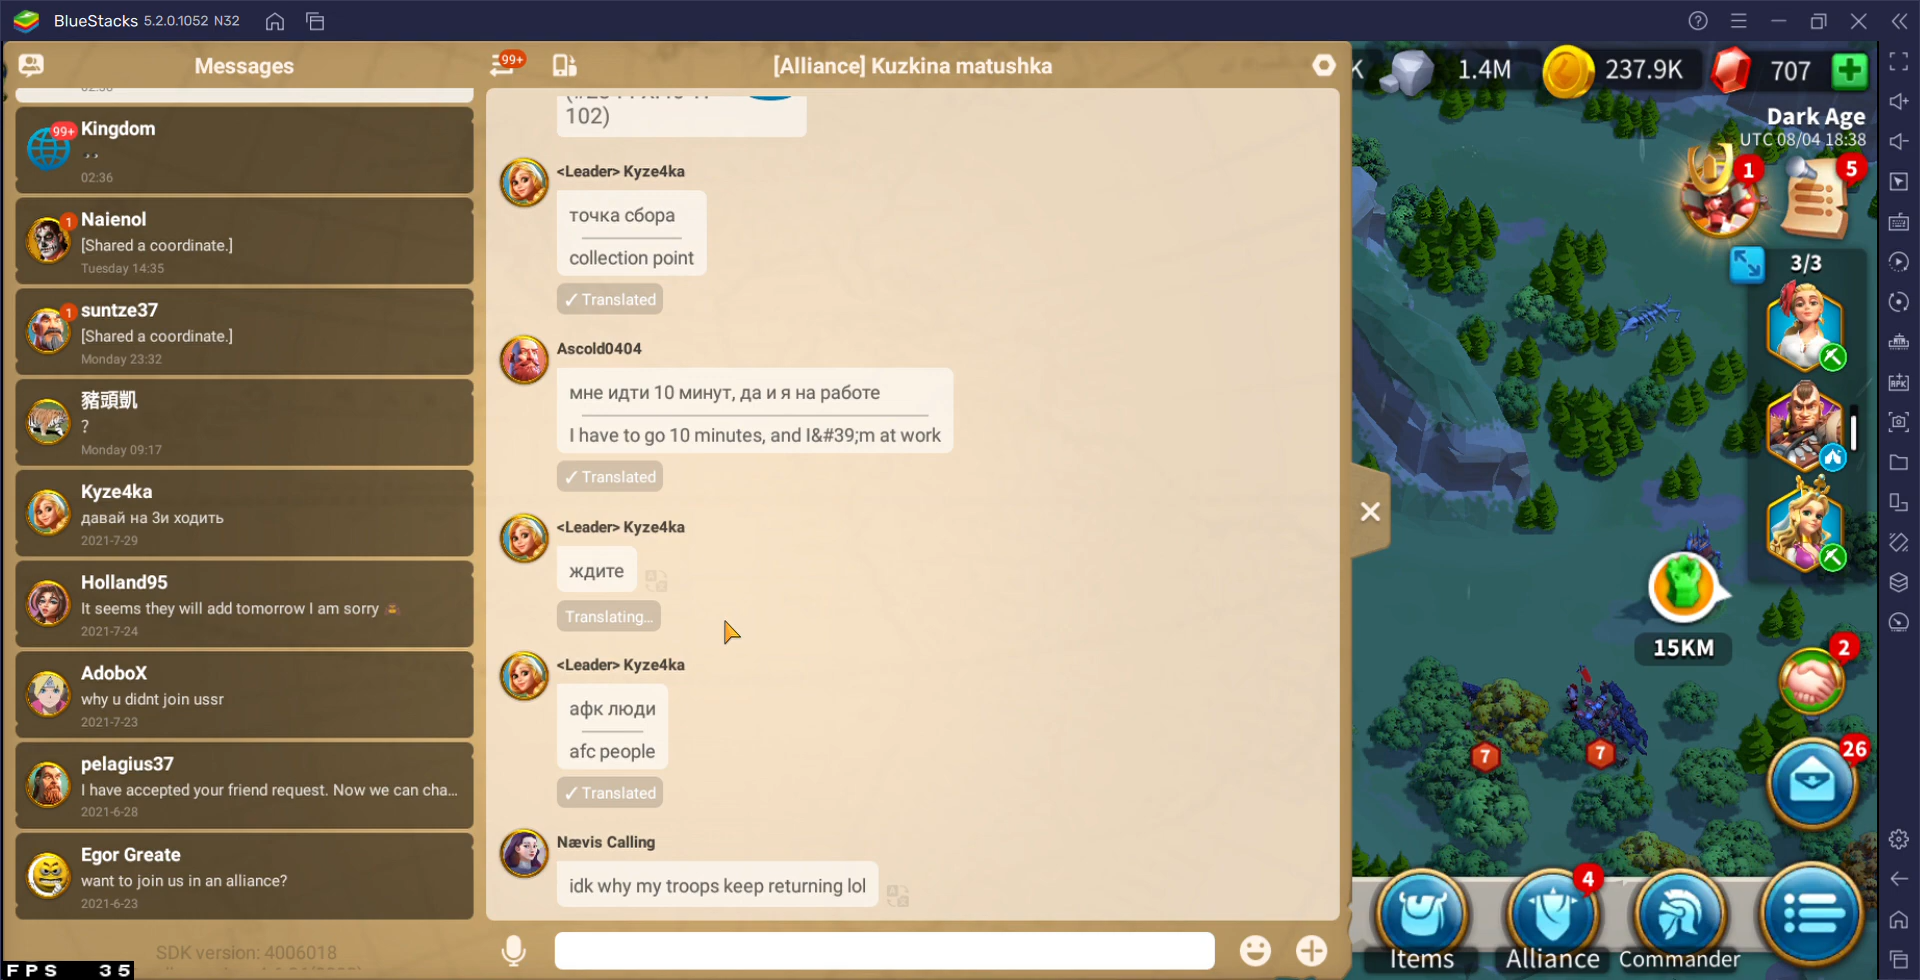 BlueStacks 5.2.0.1052 N32
Messages
99+
[Alliance] Kuzkina matushka
K
1.4M
237.9K
707
Dark Age
UTC 08/04 18:38
1
5
3/3
15KM
2
7
7
26
4
Items
Alliance
Commander
02:36
99+
Kingdom
02:36
1
Naienol
[Shared a coordinate.]
Tuesday 14:35
1
suntze37
[Shared a coordinate.]
Monday 23:32
豬頭凱
?
Monday 09:17
Kyze4ka
давай на 3и ходить
2021-7-29
Holland95
It seems they will add tomorrow I am sorry
2021-7-24
AdoboX
why u didnt join ussr
2021-7-23
pelagius37
I have accepted your friend request. Now we can cha...
2021-6-28
Egor Greate
want to join us in an alliance?
2021-6-23
SDK version: 4006018
FPS 35
102)
<Leader> Kyze4ka
точка сбора
collection point
✓ Translated
Ascold0404
мне идти 10 минут, да и я на работе
I have to go 10 minutes, and I&#39;m at work
✓ Translated
<Leader> Kyze4ka
ждите
Translating...
<Leader> Kyze4ka
афк люди
afc people
✓ Translated
Nævis Calling
idk why my troops keep returning lol